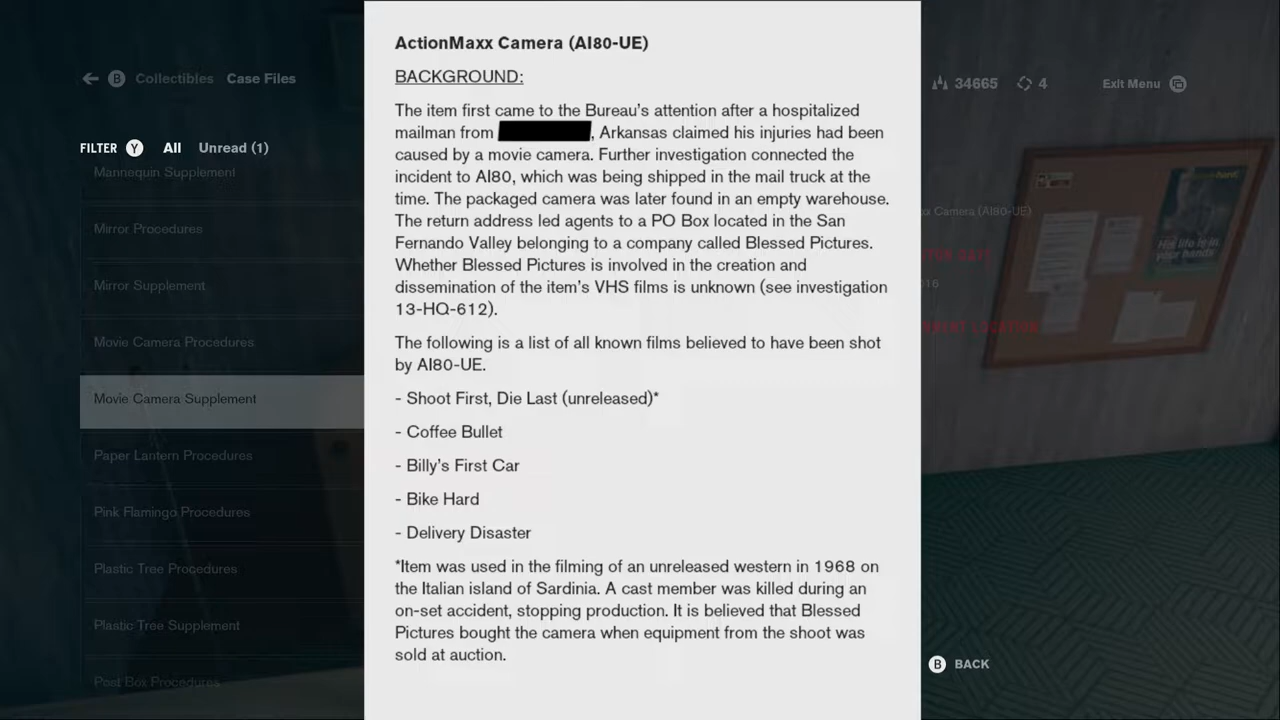 ActionMaxx Camera (AI80-UE)
BACKGROUND:
The item first came to the Bureau's attention after a hospitalized
mailman from , Arkansas claimed his injuries had been
caused by a movie camera. Further investigation connected the
incident to AI80, which was being shipped in the mail truck at the
time. The packaged camera was later found in an empty warehouse.
The return address led agents to a PO Box located in the San
Fernando Valley belonging to a company called Blessed Pictures.
Whether Blessed Pictures is involved in the creation and
dissemination of the item's VHS films is unknown (see investigation
13-HQ-612).
The following is a list of all known films believed to have been shot
by AI80-UE.
- Shoot First, Die Last (unreleased)*
- Coffee Bullet
- Billy's First Car
- Bike Hard
- Delivery Disaster
*Item was used in the filming of an unreleased western in 1968 on
the Italian island of Sardinia. A cast member was killed during an
on-set accident, stopping production. It is believed that Blessed
Pictures bought the camera when equipment from the shoot was
sold at auction.
B Collectibles Case Files
FILTER Y All Unread (1)
Mannequin Supplement
Mirror Procedures
Mirror Supplement
Movie Camera Procedures
Movie Camera Supplement
Paper Lantern Procedures
Pink Flamingo Procedures
Plastic Tree Procedures
Plastic Tree Supplement
Post Box Procedures
34665 4 Exit Menu
Camera (AI80-UE)
His life is in
your hands
B BACK